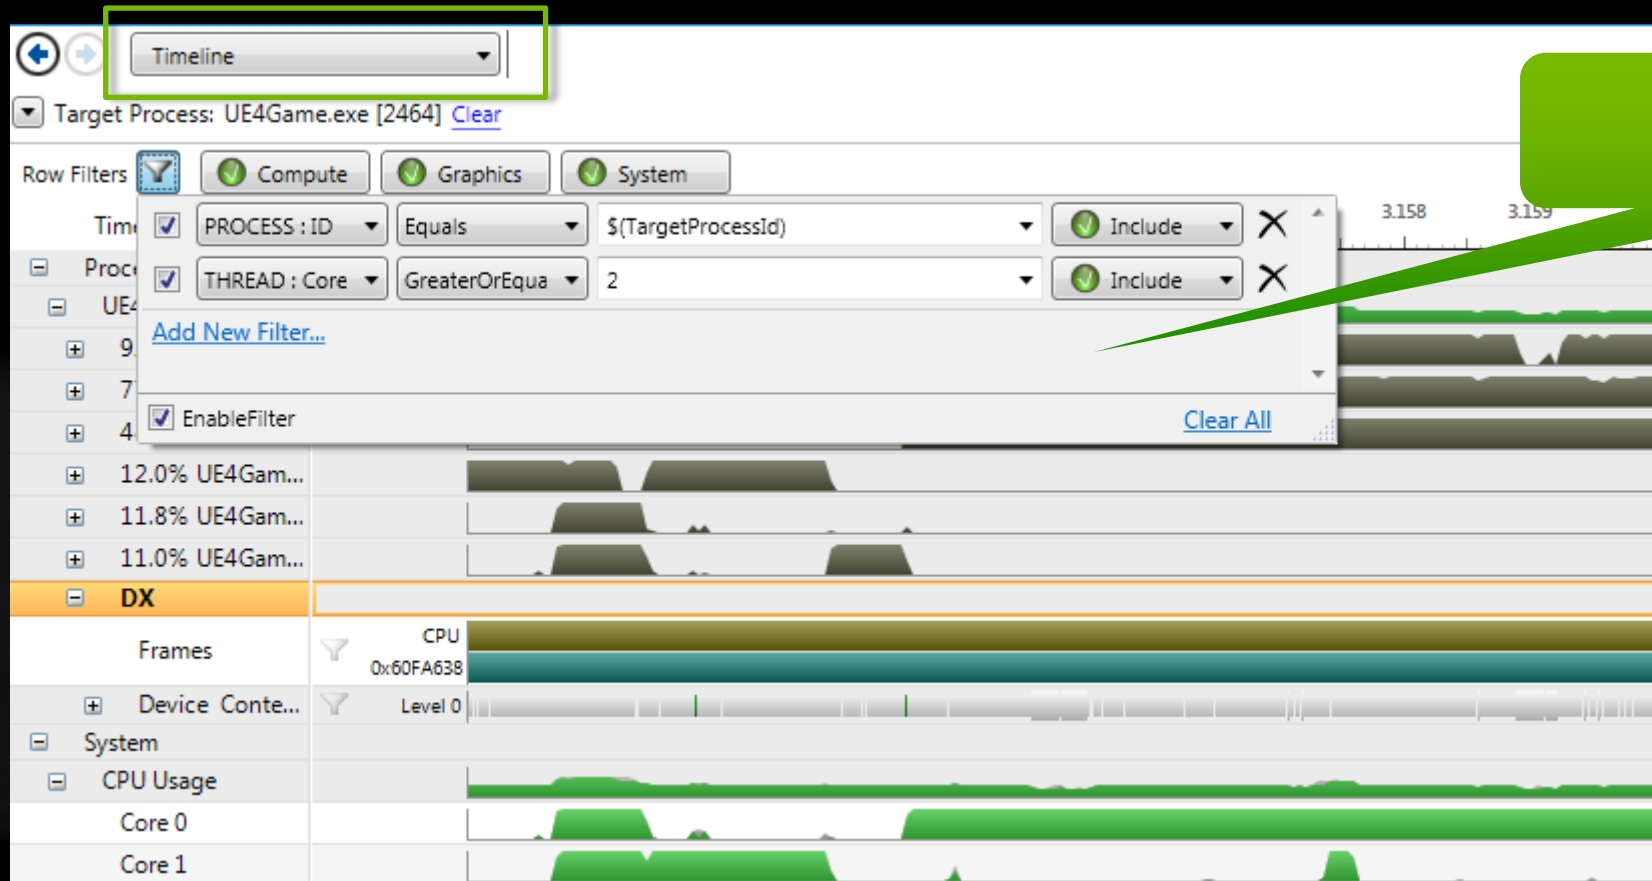 Timeline
Target Process: UE4Game.exe [2464] Clear
Row Filters Compute Graphics System
PROCESS : ID Equals $(TargetProcessId) Include
3.158 3.159
THREAD : Core GreaterOrEqua 2 Include
Add New Filter...
EnableFilter Clear All
12.0% UE4Gam...
11.8% UE4Gam...
11.0% UE4Gam...
DX
Frames CPU
0x60FA638
Device Conte... Level 0
System
CPU Usage
Core 0
Core 1